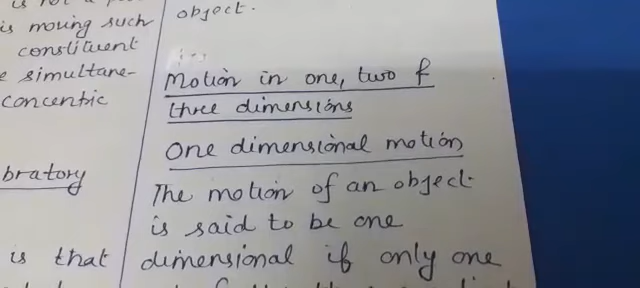 is moving such
constituent
simultane-
concentric
bratory
is that
object.
Motion in one, two &
three dimensions
One dimensional motion
The motion of an object
is said to be one
dimensional if only one